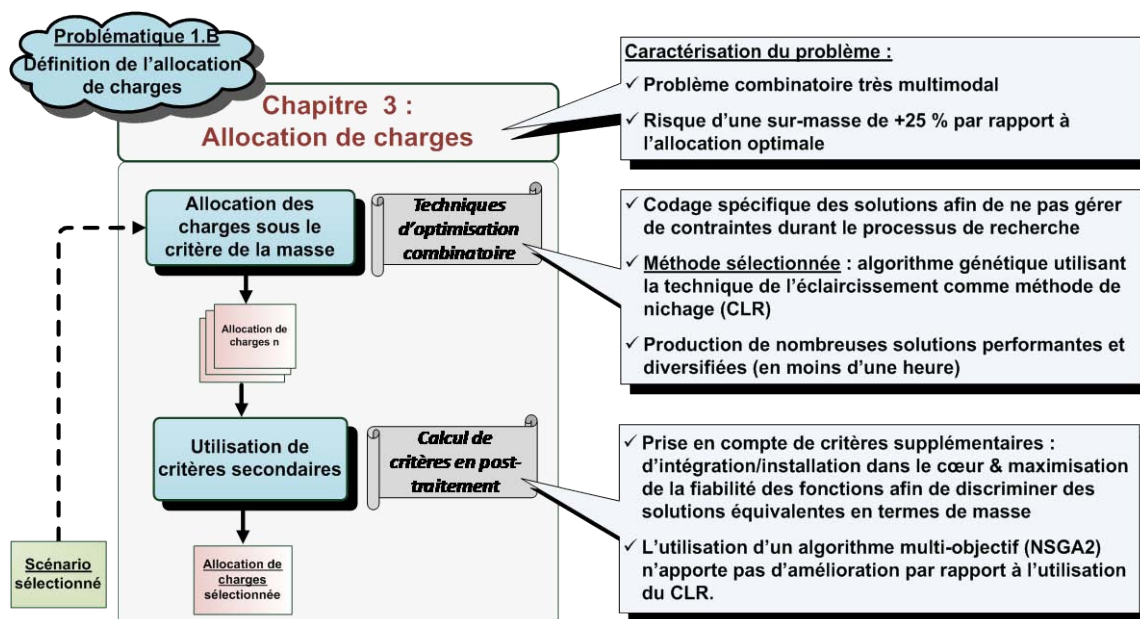 Problématique 1.B
Définition de l'allocation
de charges
Chapitre 3 :
Allocation de charges
Caractérisation du problème :
✓ Problème combinatoire très multimodal
✓ Risque d'une sur-masse de +25 % par rapport à
l'allocation optimale
Allocation des
charges sous le
critère de la masse
Techniques
d'optimisation
combinatoire
✓ Codage spécifique des solutions afin de ne pas gérer
de contraintes durant le processus de recherche
✓ Méthode sélectionnée : algorithme génétique utilisant
la technique de l'éclaircissement comme méthode de
nichage (CLR)
✓ Production de nombreuses solutions performantes et
diversifiées (en moins d'une heure)
Allocation de
charges n
Utilisation de
critères secondaires
Calcul de
critères en post-
traitement
✓ Prise en compte de critères supplémentaires :
d'intégration/installation dans le cœur & maximisation
de la fiabilité des fonctions afin de discriminer des
solutions équivalentes en termes de masse
✓ L'utilisation d'un algorithme multi-objectif (NSGA2)
n'apporte pas d'amélioration par rapport à l'utilisation
du CLR.
Scénario
sélectionné
Allocation de
charges
sélectionnée